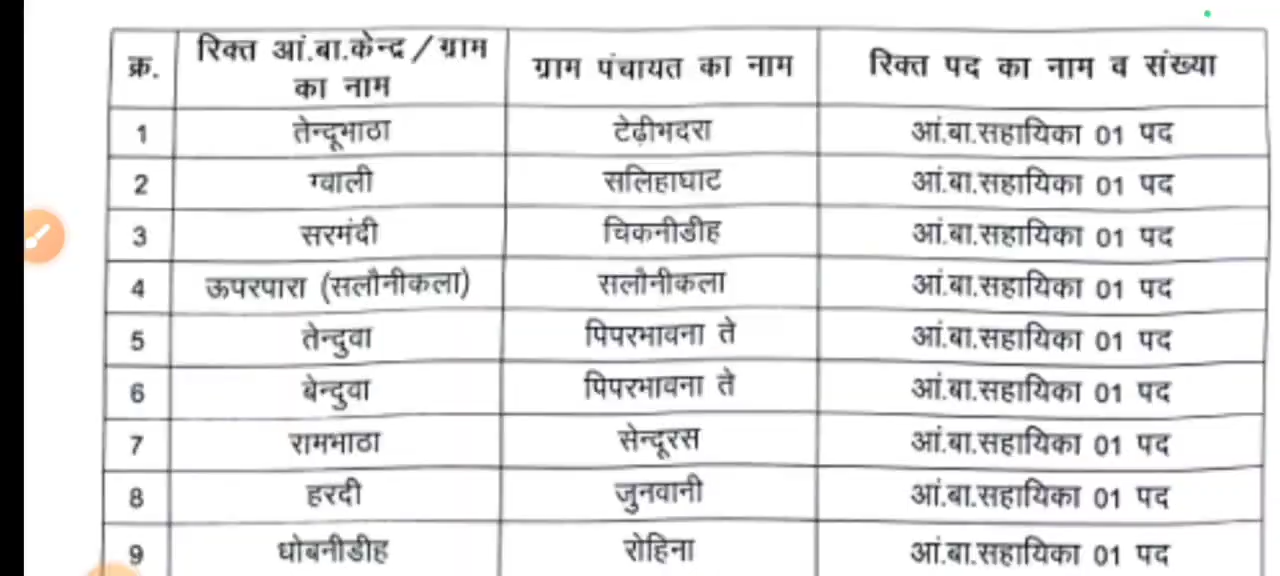 क्र. रिक्त आं.बा.केन्द्र / ग्राम का नाम ग्राम पंचायत का नाम रिक्त पद का नाम व संख्या
1 तेन्दूभाठा टेढ़ीभदरा आं.बा.सहायिका 01 पद
2 ग्वाली सलिहाघाट आं.बा.सहायिका 01 पद
3 सरमंदी चिकनीडीह आं.बा.सहायिका 01 पद
4 ऊपरपारा (सलौनीकला) सलौनीकला आं.बा.सहायिका 01 पद
5 तेन्दुवा पिपरभावना ते आं.बा.सहायिका 01 पद
6 बेन्दुवा पिपरभावना ते आं.बा.सहायिका 01 पद
7 रामभाठा सेन्दूरस आं.बा.सहायिका 01 पद
8 हरदी जुनवानी आं.बा.सहायिका 01 पद
9 धोबनीडीह रोहिना आं.बा.सहायिका 01 पद